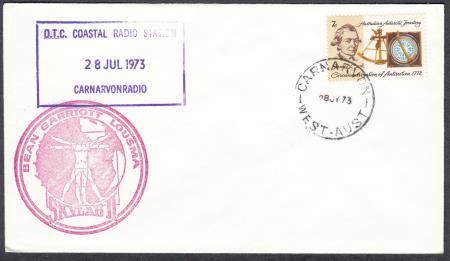 O.T.C. COASTAL RADIO STATION
28 JUL 1973
CARNARVONRADIO
7c
Australian Antarctic Territory
Circumnavigation of Antarctica 1772
CARNARVON
28JY73
WEST-AUST
BEAN GARRIOTT LOUSMA
SKYLAB II